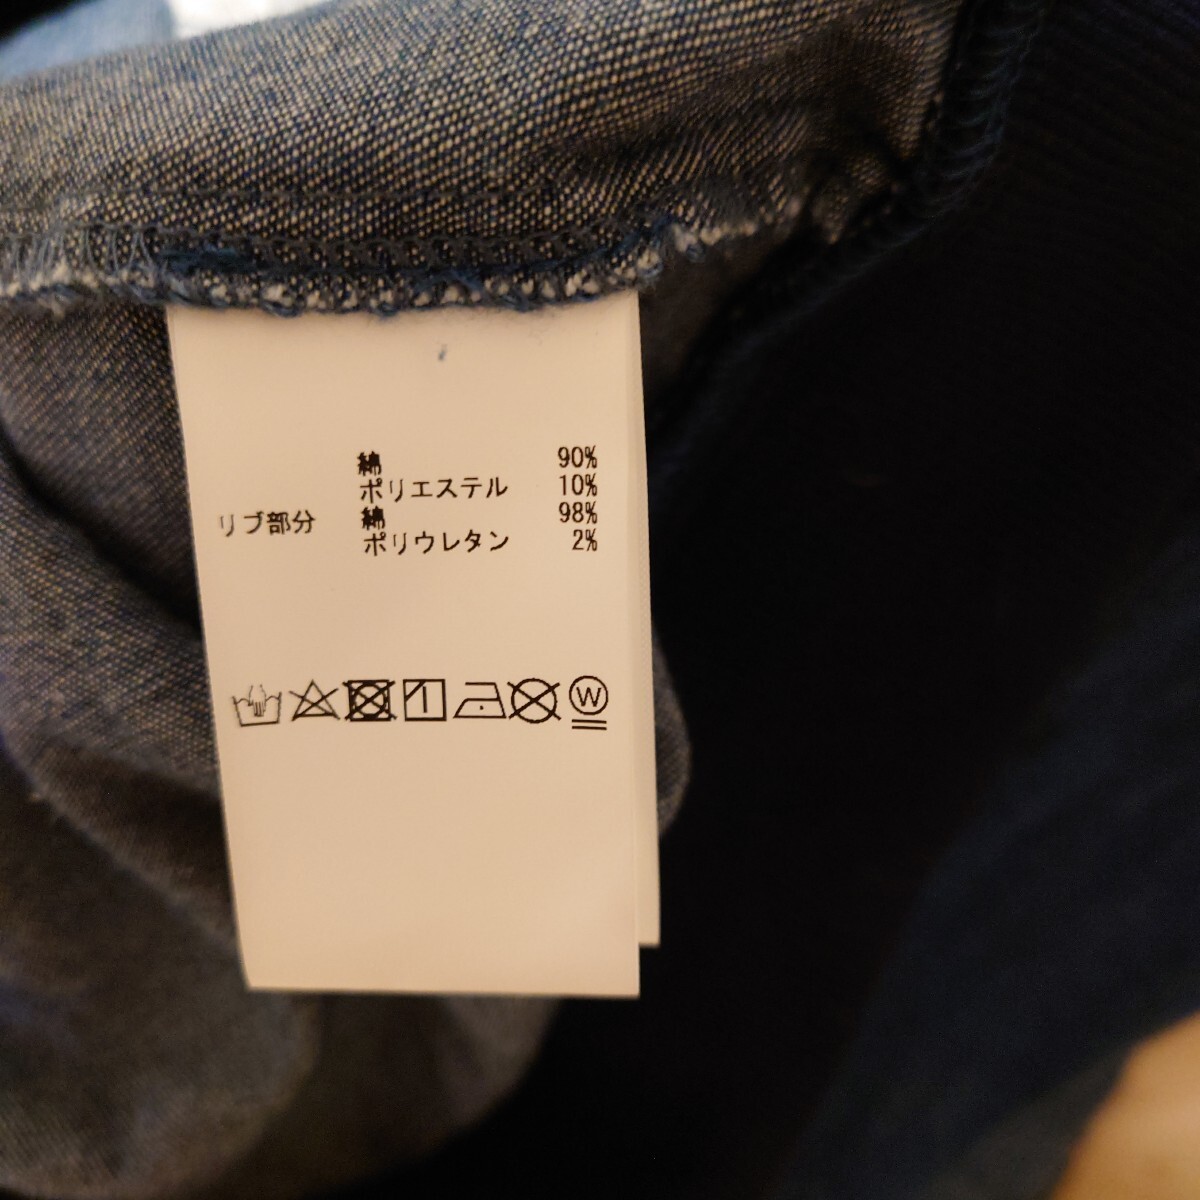 綿 90%
ポリエステル 10%
リブ部分 綿 98%
ポリウレタン 2%
W